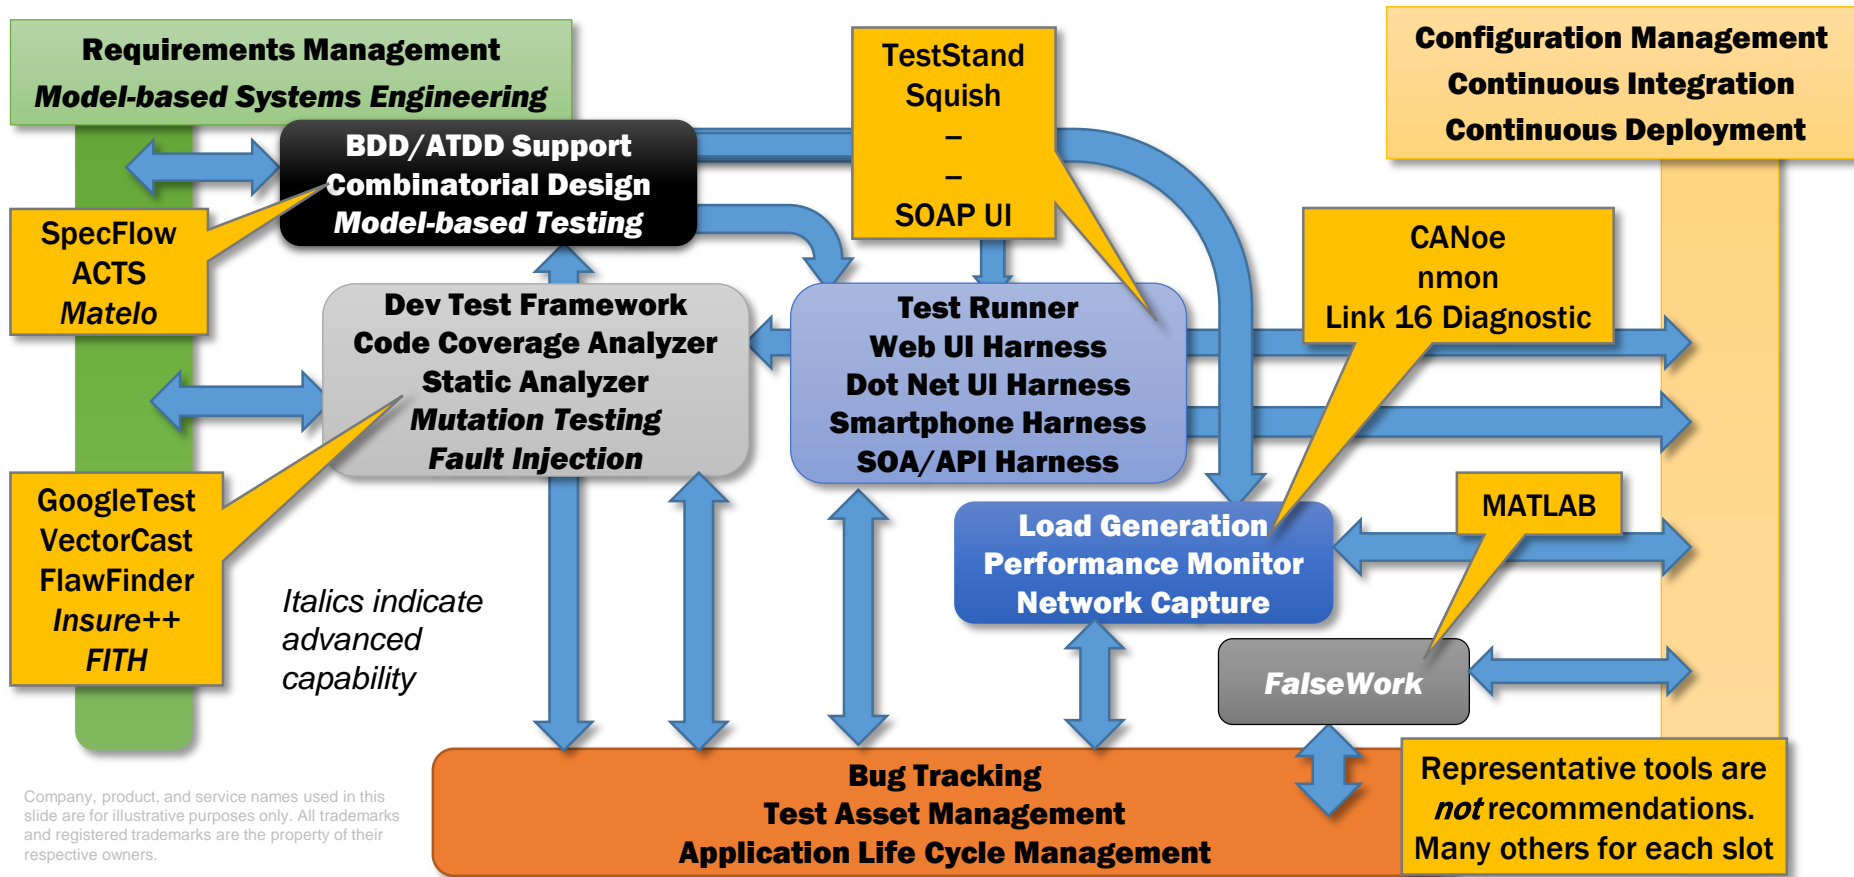 Requirements Management
Model-based Systems Engineering
BDD/ATDD Support
Combinatorial Design
Model-based Testing
SpecFlow
ACTS
Matelo
TestStand
Squish
–
–
SOAP UI
Configuration Management
Continuous Integration
Continuous Deployment
Dev Test Framework
Code Coverage Analyzer
Static Analyzer
Mutation Testing
Fault Injection
Test Runner
Web UI Harness
Dot Net UI Harness
Smartphone Harness
SOA/API Harness
CANoe
nmon
Link 16 Diagnostic
GoogleTest
VectorCast
FlawFinder
Insure++
FITH
Italics indicate
advanced
capability
Load Generation
Performance Monitor
Network Capture
MATLAB
FalseWork
Bug Tracking
Test Asset Management
Application Life Cycle Management
Representative tools are
not recommendations.
Many others for each slot
Company, product, and service names used in this
slide are for illustrative purposes only. All trademarks
and registered trademarks are the property of their
respective owners.